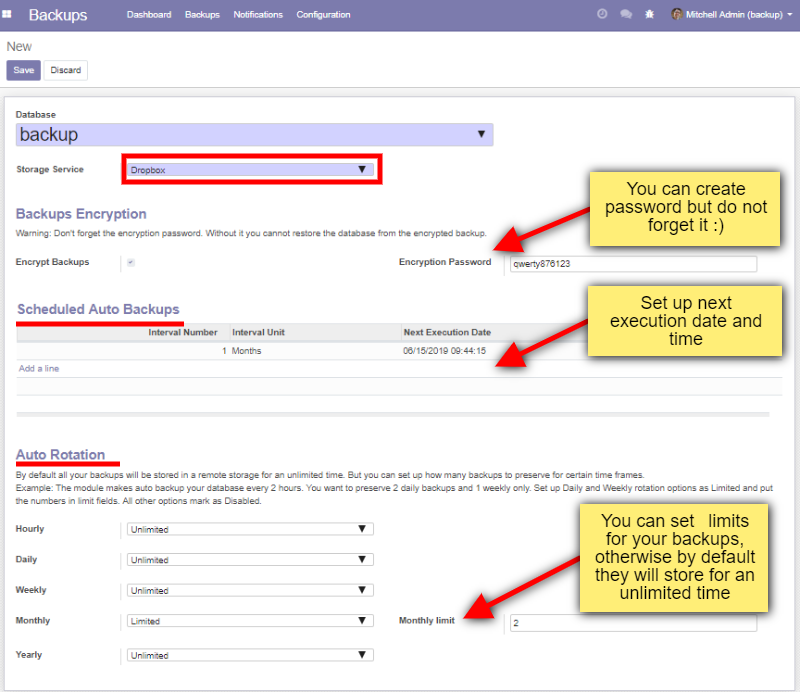 Backups Dashboard Backups Notifications Configuration Mitchell Admin (backup)
New
Save Discard
Database
backup
Storage Service Dropbox
You can create
password but do not
forget it :)
Backups Encryption
Warning: Don't forget the encryption password. Without it you cannot restore the database from the encrypted backup.
Encrypt Backups Encryption Password qwerty876123
Set up next
execution date and
time
Scheduled Auto Backups
Interval Number Interval Unit Next Execution Date
1 Months 06/15/2019 09:44:15
Add a line
Auto Rotation
By default all your backups will be stored in a remote storage for an unlimited time. But you can set up how many backups to preserve for certain time frames.
Example: The module makes auto backup your database every 2 hours. You want to preserve 2 daily backups and 1 weekly only. Set up Daily and Weekly rotation options as Limited and put
the numbers in limit fields. All other options mark as Disabled.
You can set limits
for your backups,
otherwise by default
they will store for an
unlimited time
Hourly Unlimited
Daily Unlimited
Weekly Unlimited
Monthly Limited Monthly limit 2
Yearly Unlimited